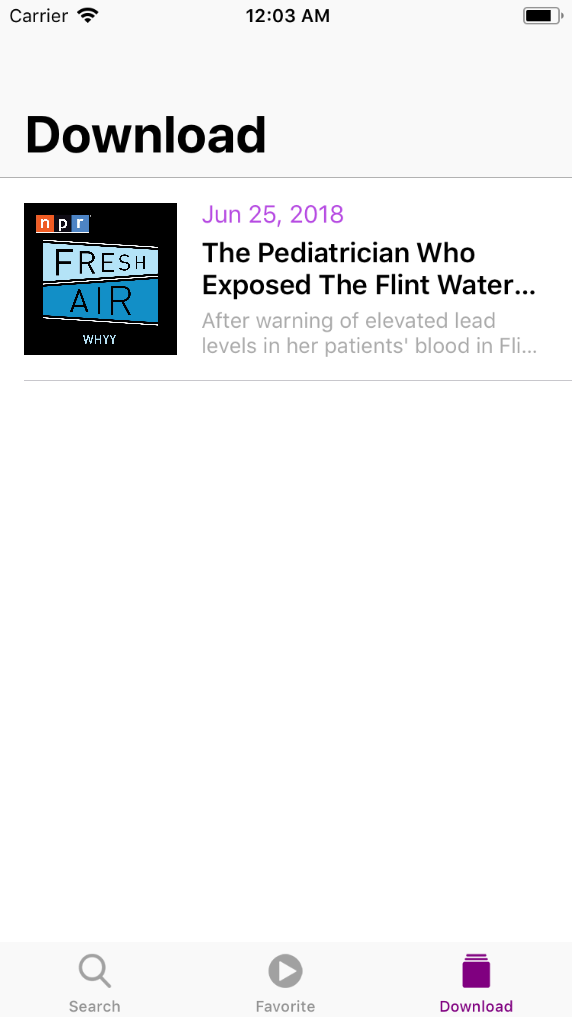 Carrier 12:03 AM
Download
npr
FRESH
AIR
WHYY
Jun 25, 2018
The Pediatrician Who
Exposed The Flint Water...
After warning of elevated lead
levels in her patients' blood in Fli...
Search Favorite Download